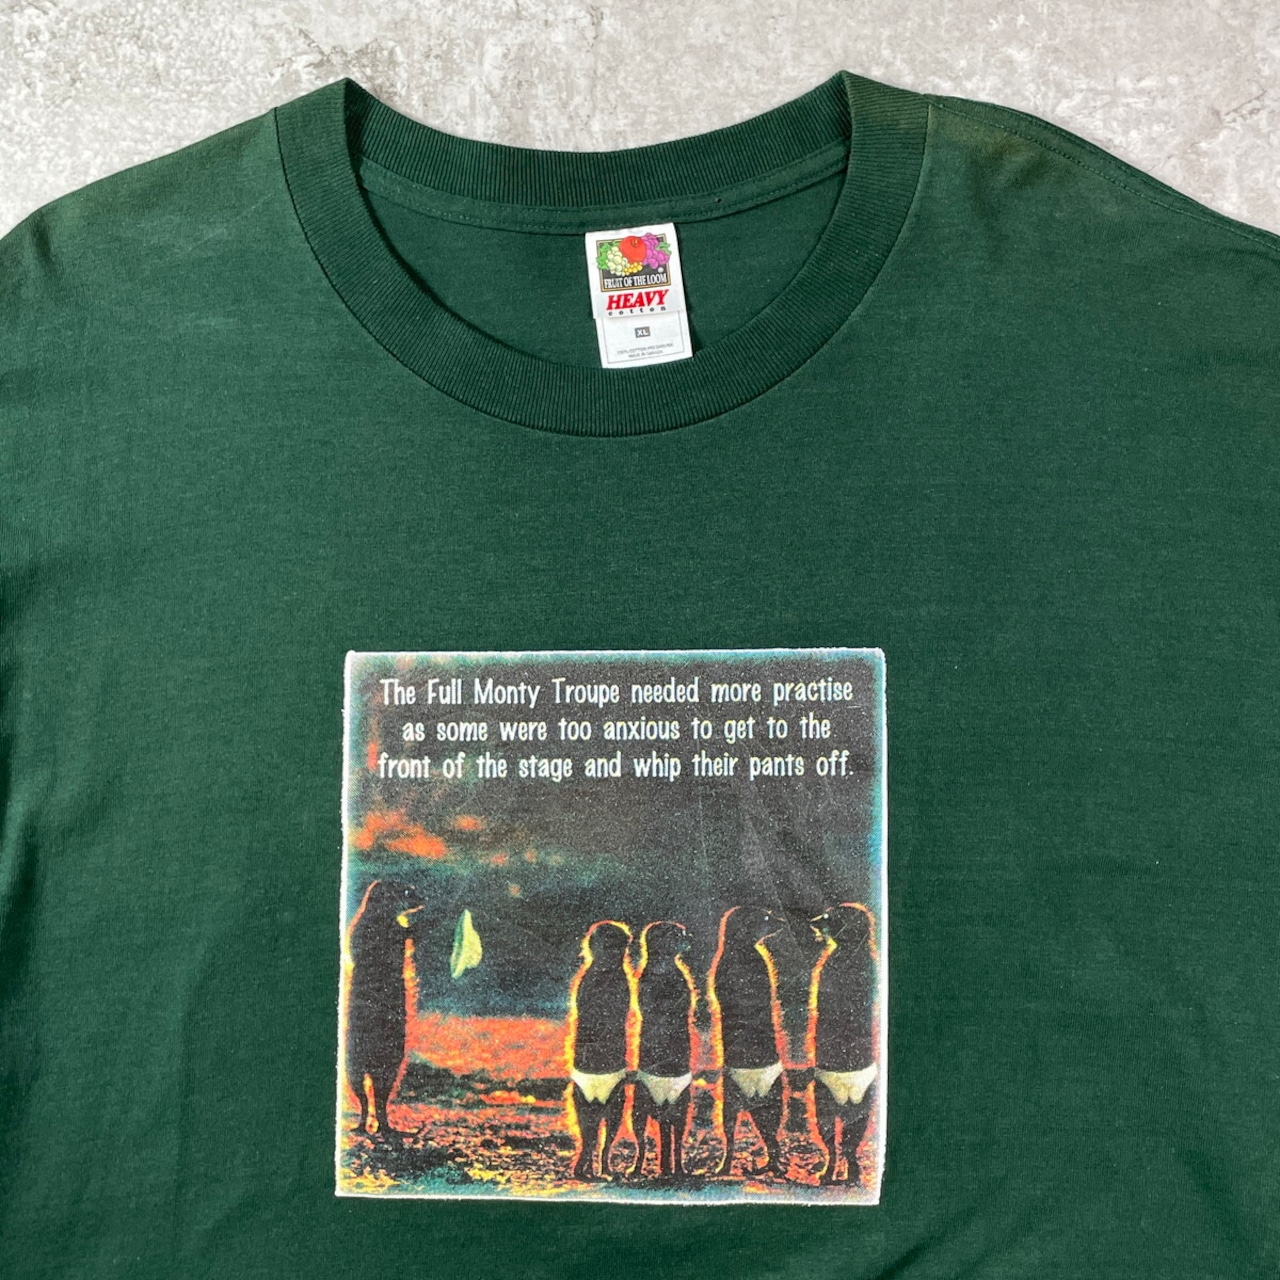 FRUIT OF THE LOOM
HEAVY
cotton
XL
The Full Monty Troupe needed more practise
as some were too anxious to get to the
front of the stage and whip their pants off.